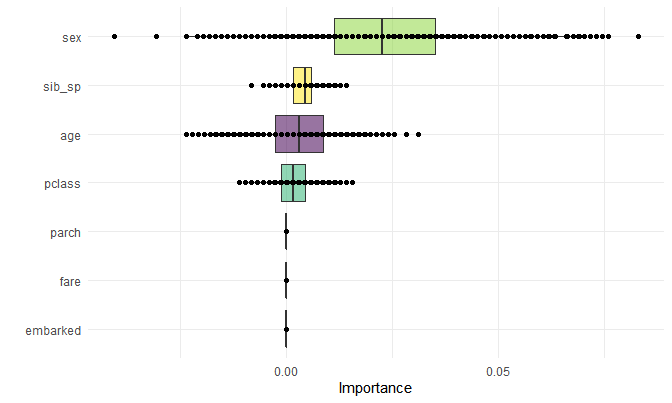 sex
sib_sp
age
pclass
parch
fare
embarked
0.00 0.05
Importance